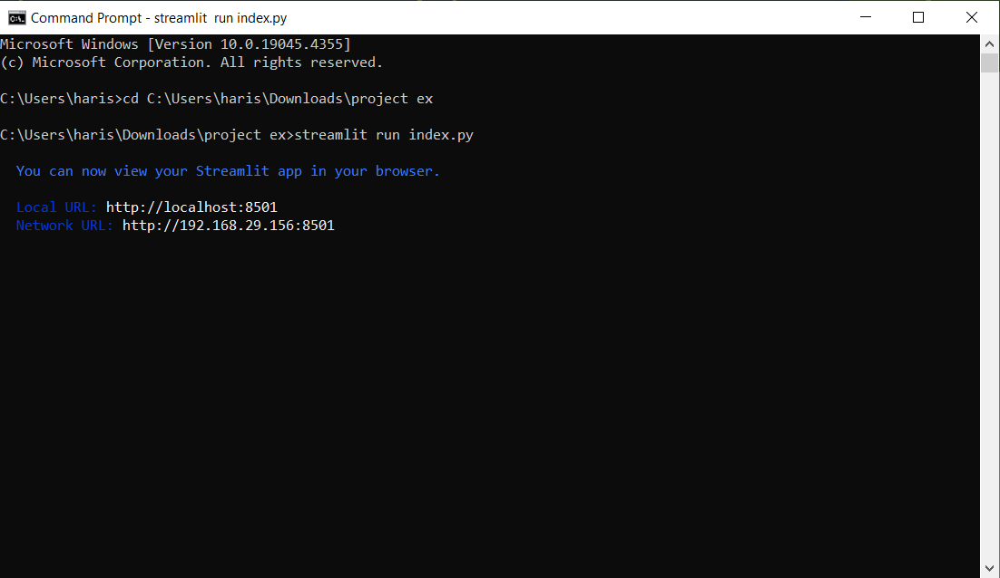 Command Prompt - streamlit  run index.py
Microsoft Windows [Version 10.0.19045.4355]
(c) Microsoft Corporation. All rights reserved.
C:\Users\haris>cd C:\Users\haris\Downloads\project ex
C:\Users\haris\Downloads\project ex>streamlit run index.py
You can now view your Streamlit app in your browser.
Local URL: http://localhost:8501
Network URL: http://192.168.29.156:8501